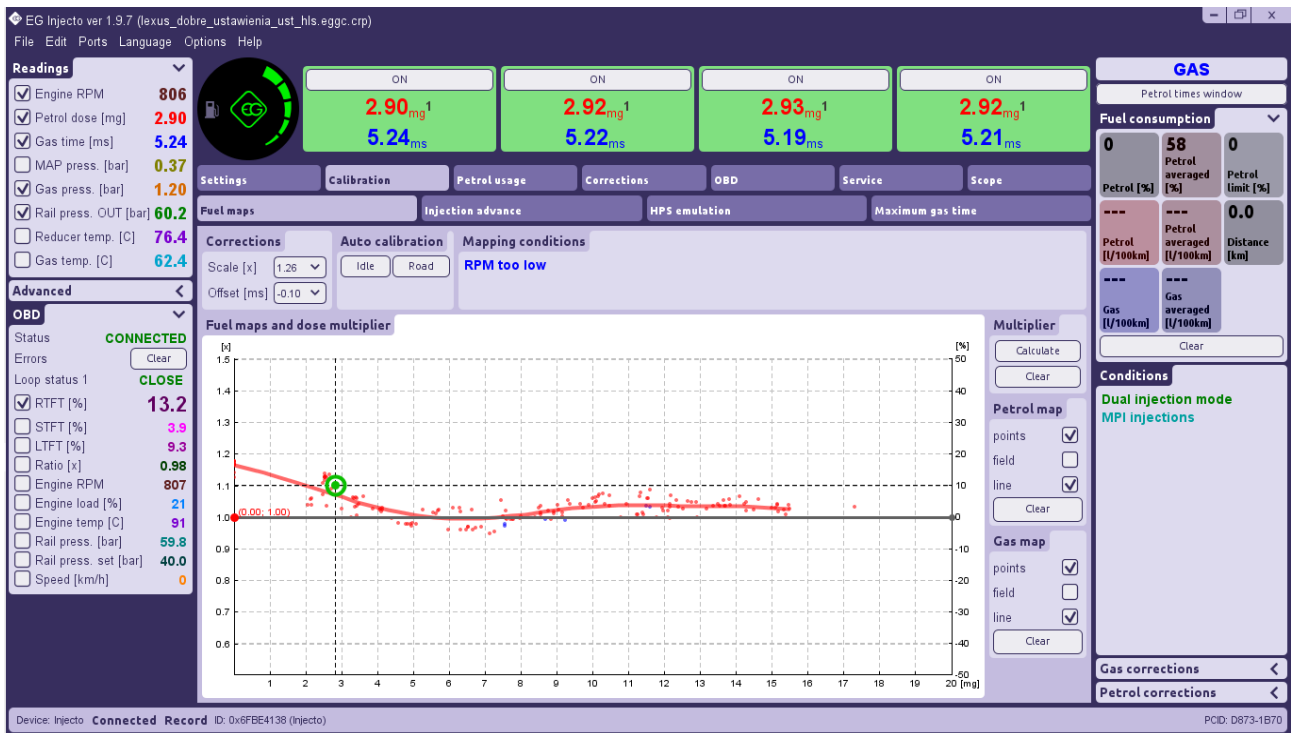 EG Injecto ver 1.9.7 (lexus_dobre_ustawienia_ust_hls.eggc.crp)
File Edit Ports Language Options Help
Readings
Engine RPM 806
Petrol dose [mg] 2.90
Gas time [ms] 5.24
MAP press. [bar] 0.37
Gas press. [bar] 1.20
Rail press. OUT [bar] 60.2
Reducer temp. [C] 76.4
Gas temp. [C] 62.4
Advanced
OBD
Status CONNECTED
Errors Clear
Loop status 1 CLOSE
RTFT [%] 13.2
STFT [%] 3.9
LTFT [%] 9.3
Ratio [x] 0.98
Engine RPM 807
Engine load [%] 21
Engine temp [C] 91
Rail press. [bar] 59.8
Rail press. set [bar] 40.0
Speed [km/h] 0
EG
ON ON ON ON
2.90mg1 2.92mg1 2.93mg1 2.92mg1
5.24ms 5.22ms 5.19ms 5.21ms
Settings Calibration Petrol usage Corrections OBD Service Scope
Fuel maps Injection advance HPS emulation Maximum gas time
Corrections
Scale [x] 1.26
Offset [ms] -0.10
Auto calibration
Idle Road
Mapping conditions
RPM too low
Fuel maps and dose multiplier
[x] [%]
1.5 50
1.4 40
1.3 30
1.2 20
1.1 10
1.0 (0.00; 1.00) 0
0.9 -10
0.8 -20
0.7 -30
0.6 -40
-50
1 2 3 4 5 6 7 8 9 10 11 12 13 14 15 16 17 18 19 20 [mg]
Multiplier
Calculate
Clear
Petrol map
points
field
line
Clear
Gas map
points
field
line
Clear
GAS
Petrol times window
Fuel consumption
0 58 0
Petrol [%] Petrol averaged [%] Petrol limit [%]
--- --- 0.0
Petrol [l/100km] Petrol averaged [l/100km] Distance [km]
--- ---
Gas [l/100km] Gas averaged [l/100km]
Clear
Conditions
Dual injection mode
MPI injections
Gas corrections
Petrol corrections
Device: Injecto Connected Record ID: 0x6FBE4138 (Injecto) PCID: D873-1B70